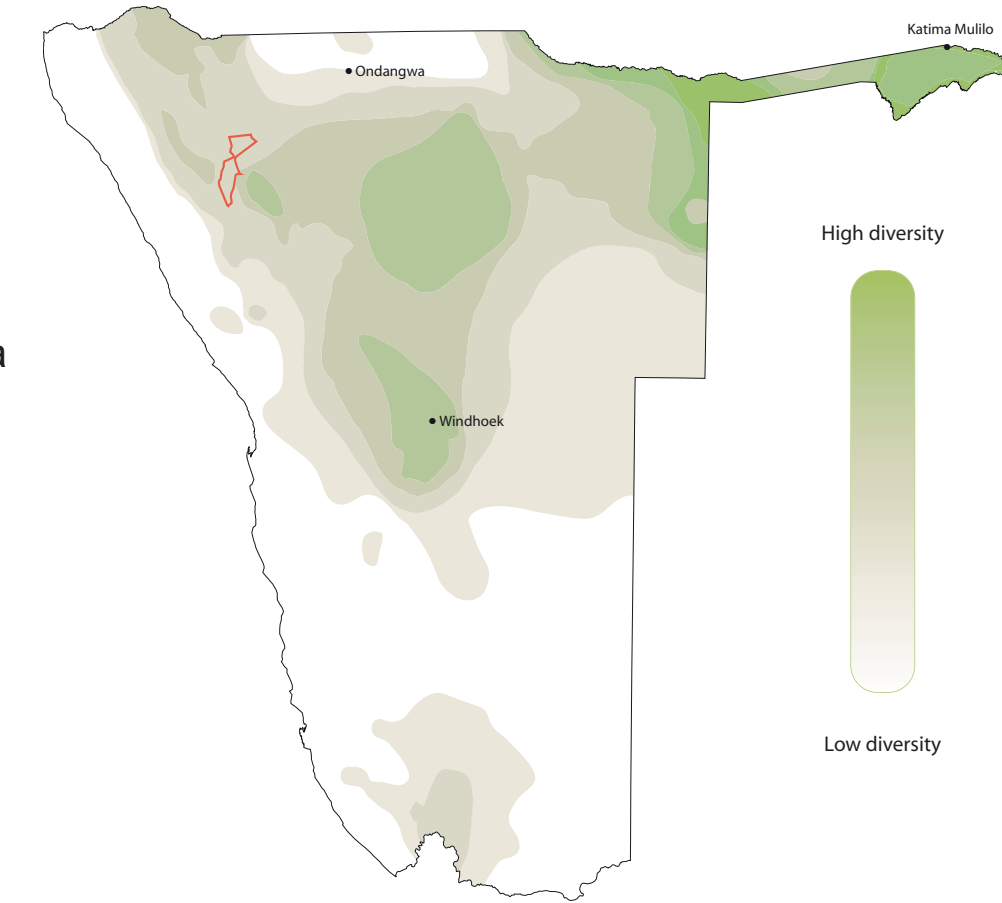 Katima Mulilo
Ondangwa
High diversity
a
Windhoek
Low diversity